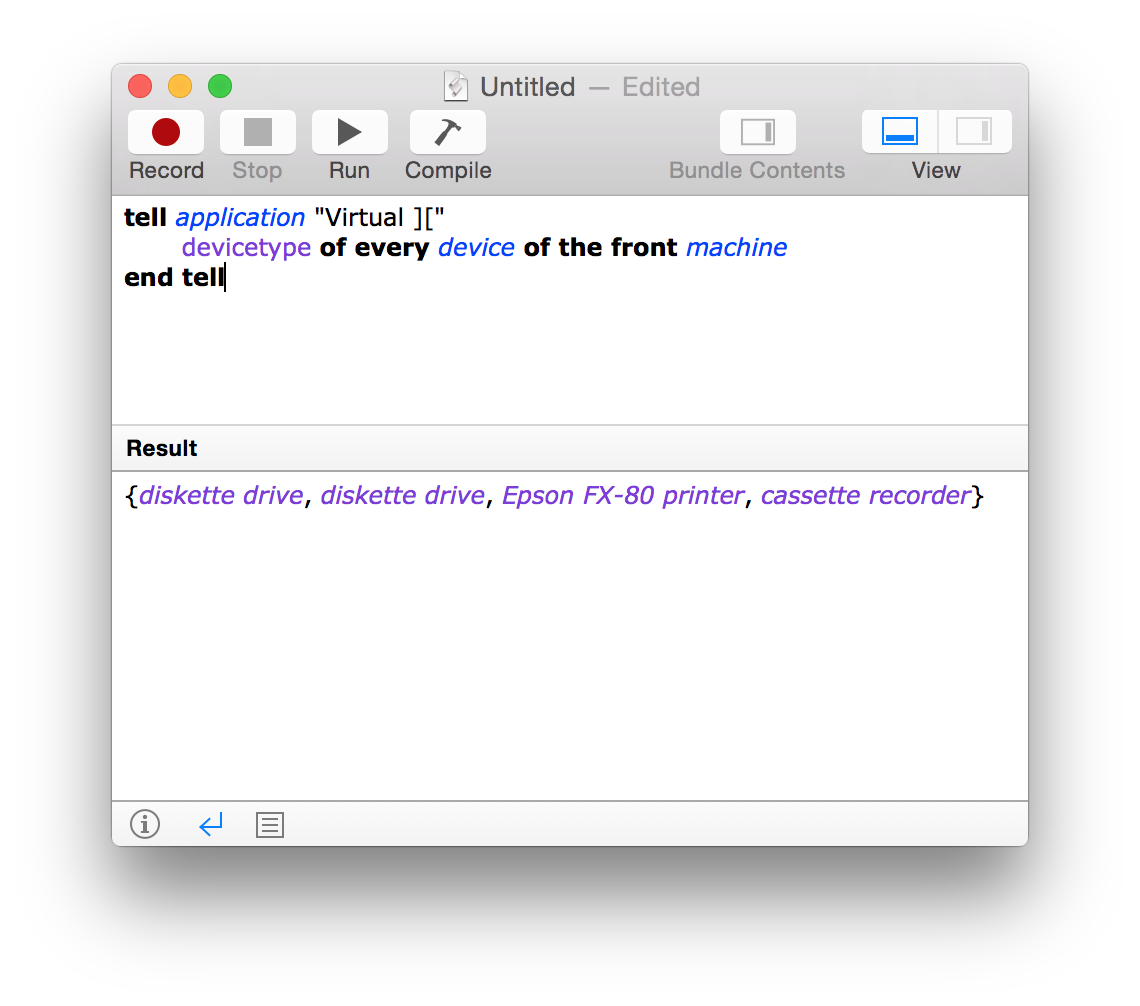 Untitled — Edited
Record Stop Run Compile Bundle Contents View
tell application "Virtual ]["
devicetype of every device of the front machine
end tell
Result
{diskette drive, diskette drive, Epson FX-80 printer, cassette recorder}